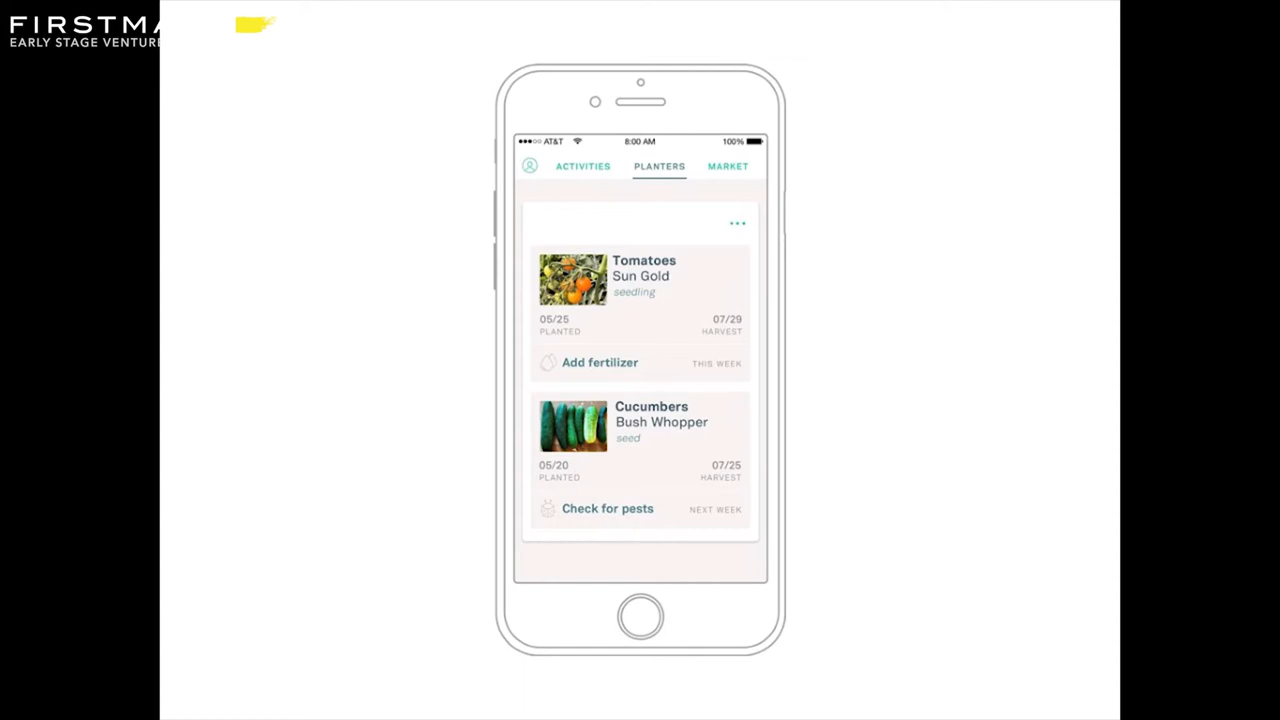 FIRSTMA
EARLY STAGE VENTURE
AT&T 8:00 AM 100%
ACTIVITIES PLANTERS MARKET
Tomatoes
Sun Gold
seedling
05/25 07/29
PLANTED HARVEST
Add fertilizer THIS WEEK
Cucumbers
Bush Whopper
seed
05/20 07/25
PLANTED HARVEST
Check for pests NEXT WEEK